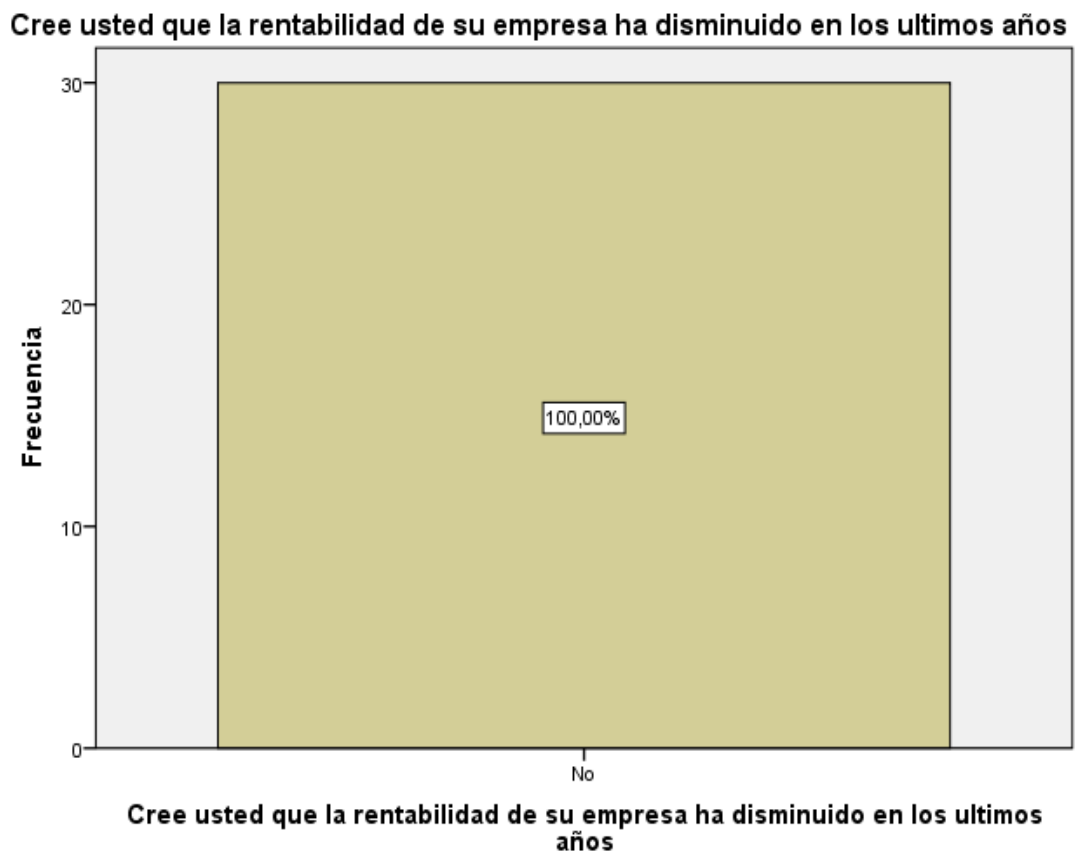 Cree usted que la rentabilidad de su empresa ha disminuido en los ultimos años
30
20
10
0
Frecuencia
100,00%
No
Cree usted que la rentabilidad de su empresa ha disminuido en los ultimos
años